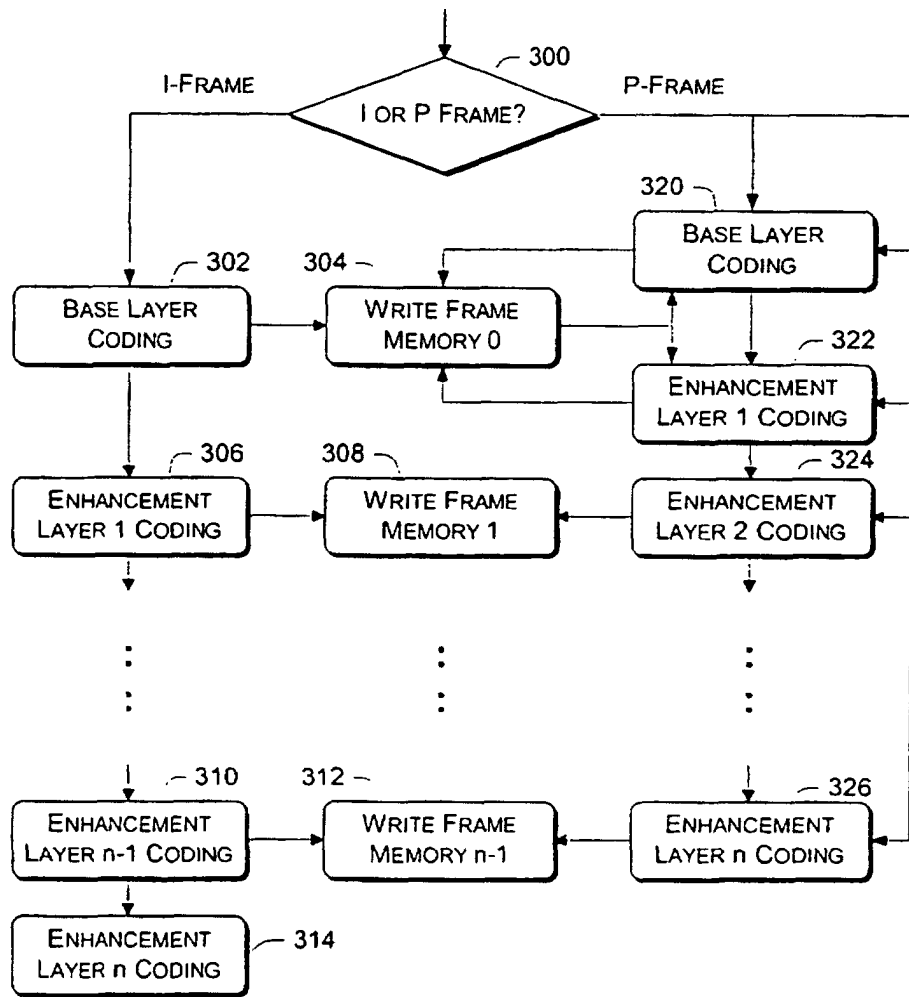 300
I-FRAME
P-FRAME
I OR P FRAME?
320
BASE LAYER
CODING
302
304
BASE LAYER
CODING
WRITE FRAME
MEMORY 0
322
ENHANCEMENT
LAYER 1 CODING
306
308
324
ENHANCEMENT
LAYER 1 CODING
WRITE FRAME
MEMORY 1
ENHANCEMENT
LAYER 2 CODING
310
312
326
ENHANCEMENT
LAYER n-1 CODING
WRITE FRAME
MEMORY n-1
ENHANCEMENT
LAYER n CODING
ENHANCEMENT
LAYER n CODING
314